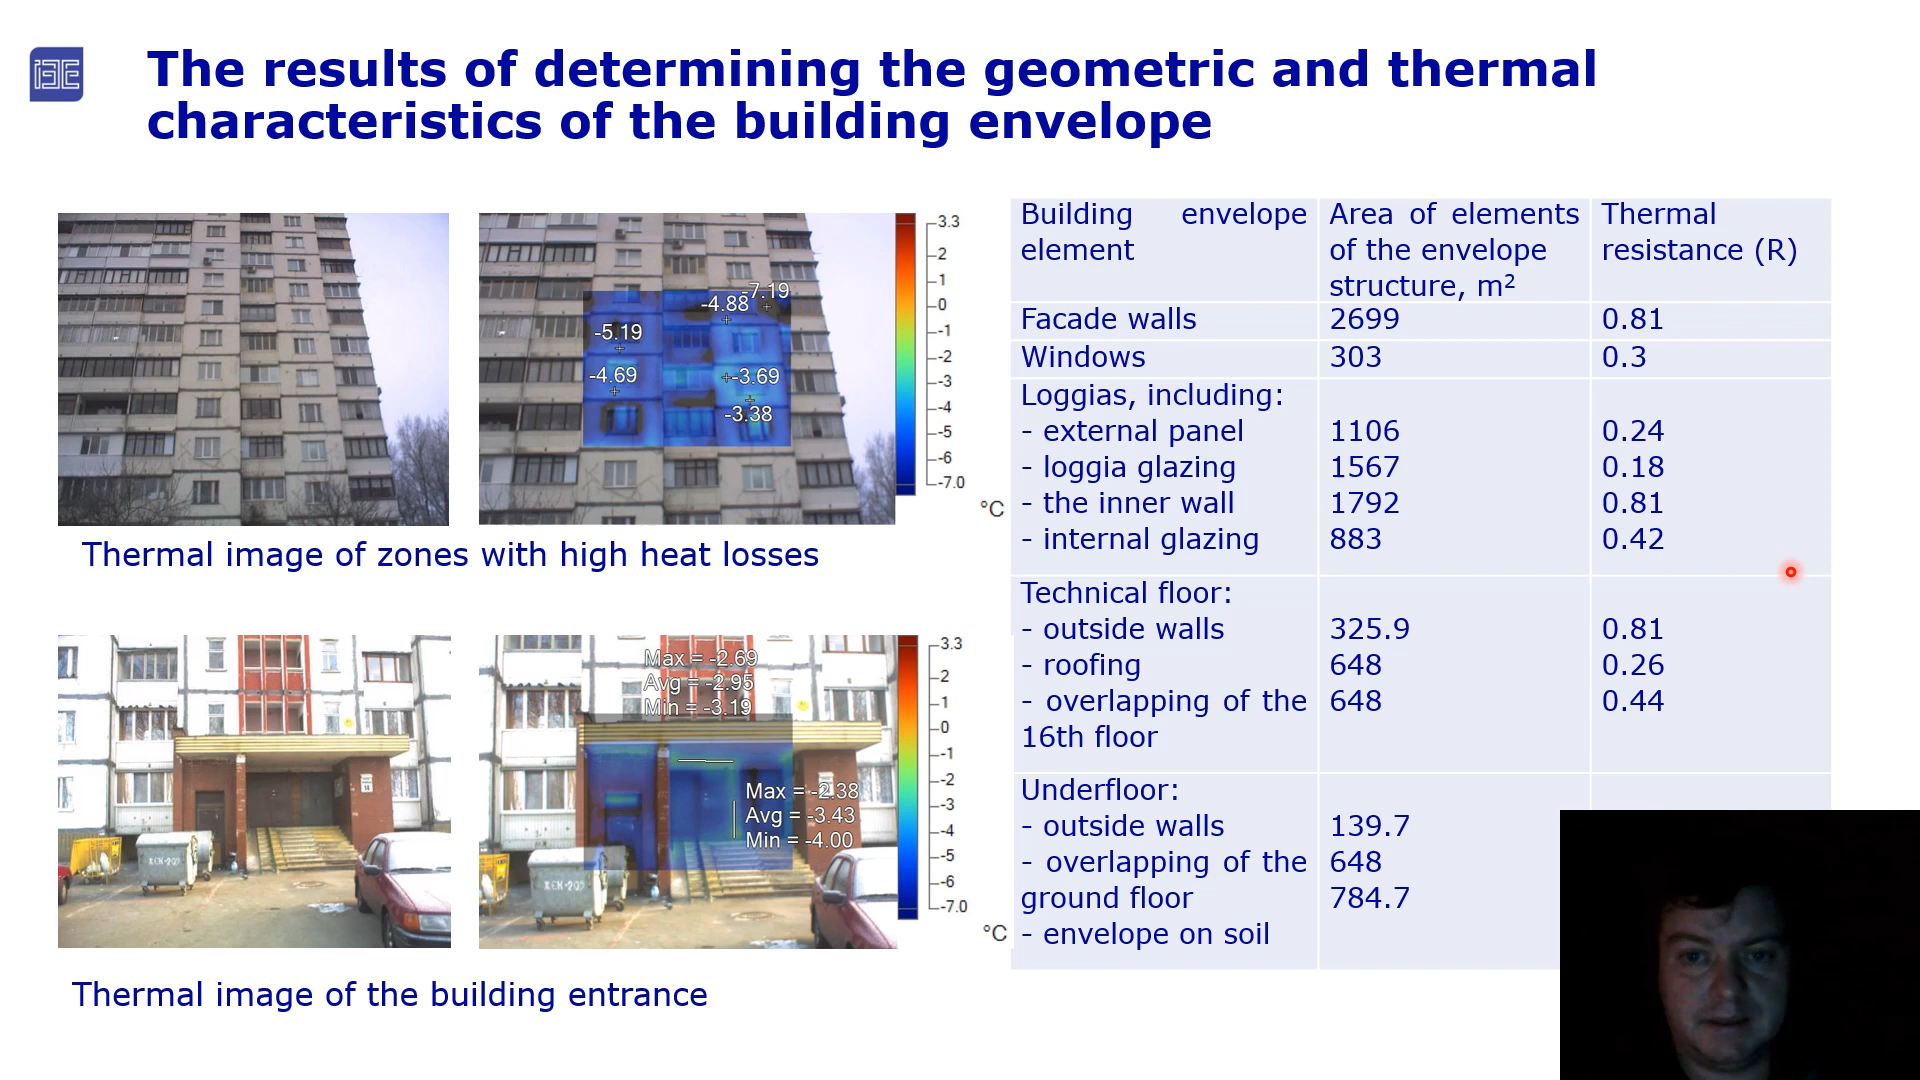 The results of determining the geometric and thermal
characteristics of the building envelope
-7.19
-4.88
-5.19
-4.69
-3.69
-3.38
3.3
2
1
0
-1
-2
-3
-4
-5
-6
-7.0
°C
Thermal image of zones with high heat losses
Max = -2.69
Avg = -2.95
Min = -3.19
Max = -2.38
Avg = -3.43
Min = -4.00
3.3
2
1
0
-1
-2
-3
-4
-5
-6
-7.0
°C
Thermal image of the building entrance
Building envelope element
Area of elements of the envelope structure, m²
Thermal resistance (R)
Facade walls 2699 0.81
Windows 303 0.3
Loggias, including:
- external panel 1106 0.24
- loggia glazing 1567 0.18
- the inner wall 1792 0.81
- internal glazing 883 0.42
Technical floor:
- outside walls 325.9 0.81
- roofing 648 0.26
- overlapping of the 648 0.44
16th floor
Underfloor:
- outside walls 139.7
- overlapping of the 648
ground floor 784.7
- envelope on soil